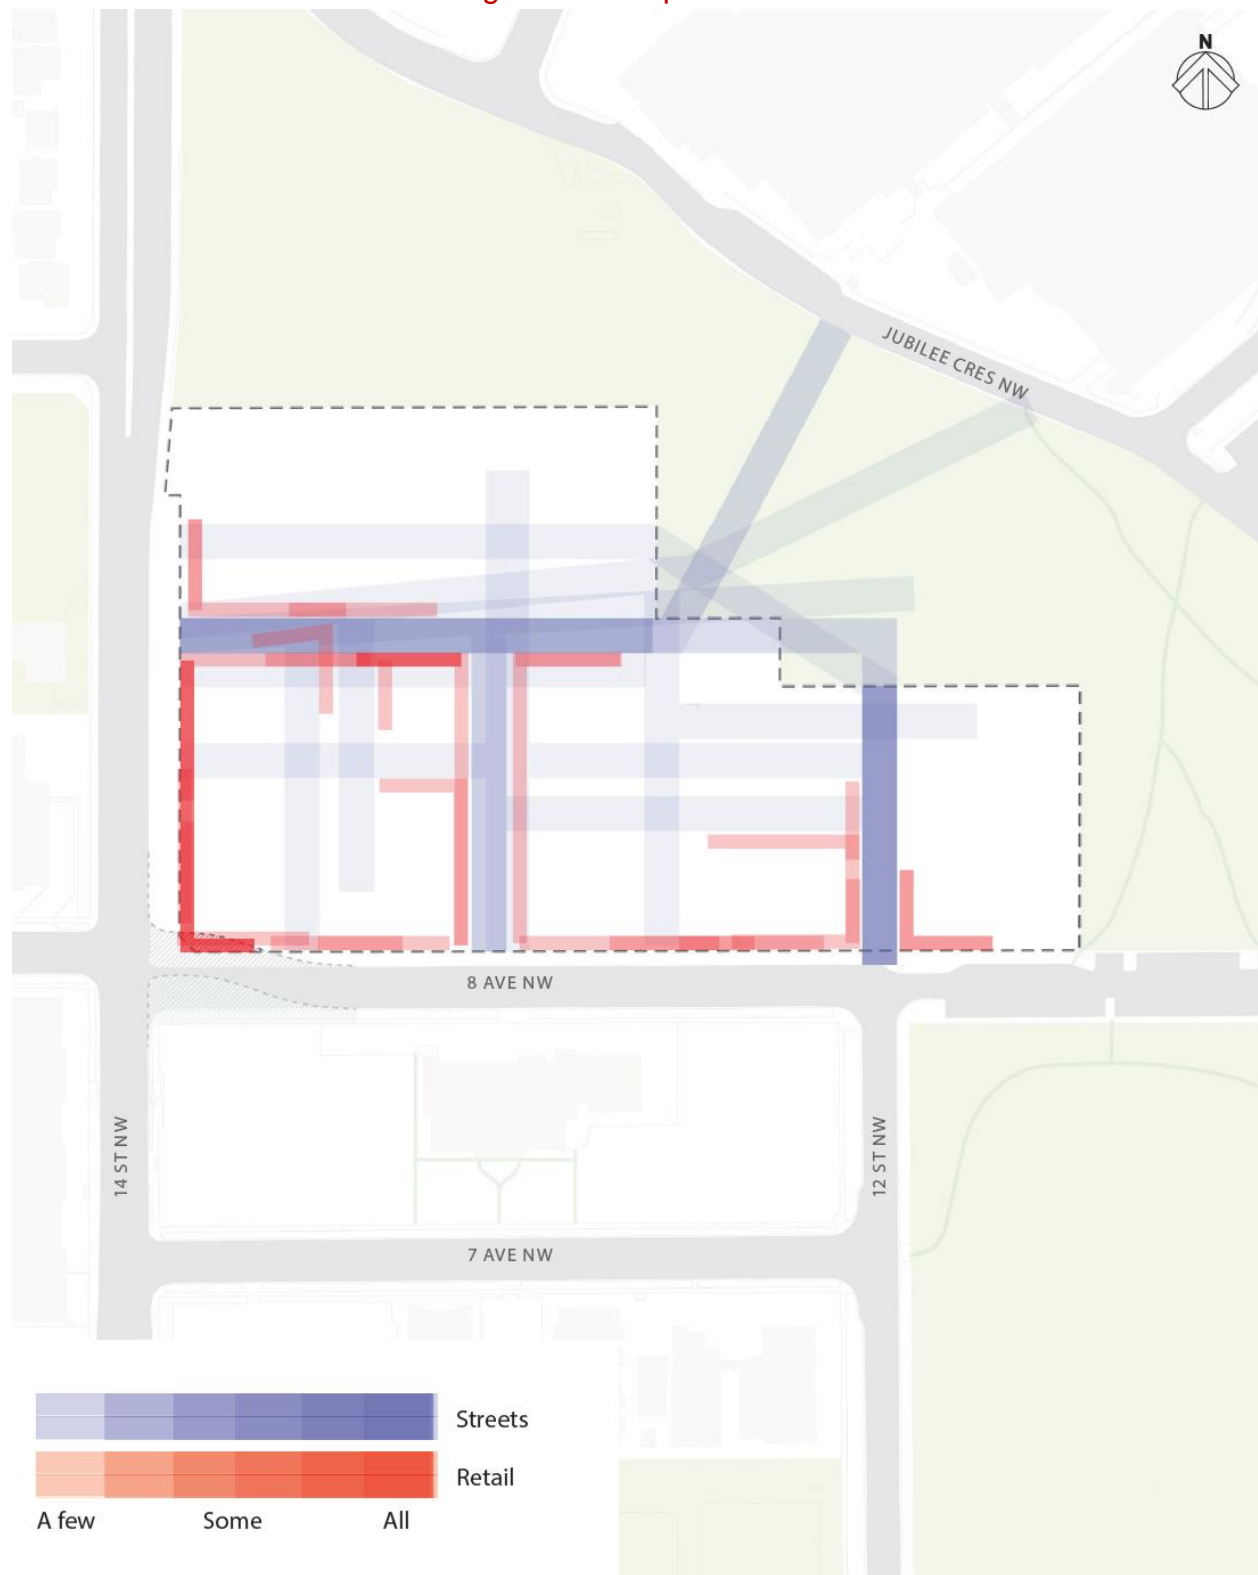 N
JUBILEE CRES NW
8 AVE NW
14 ST NW
12 ST NW
7 AVE NW
Streets
Retail
A few Some All